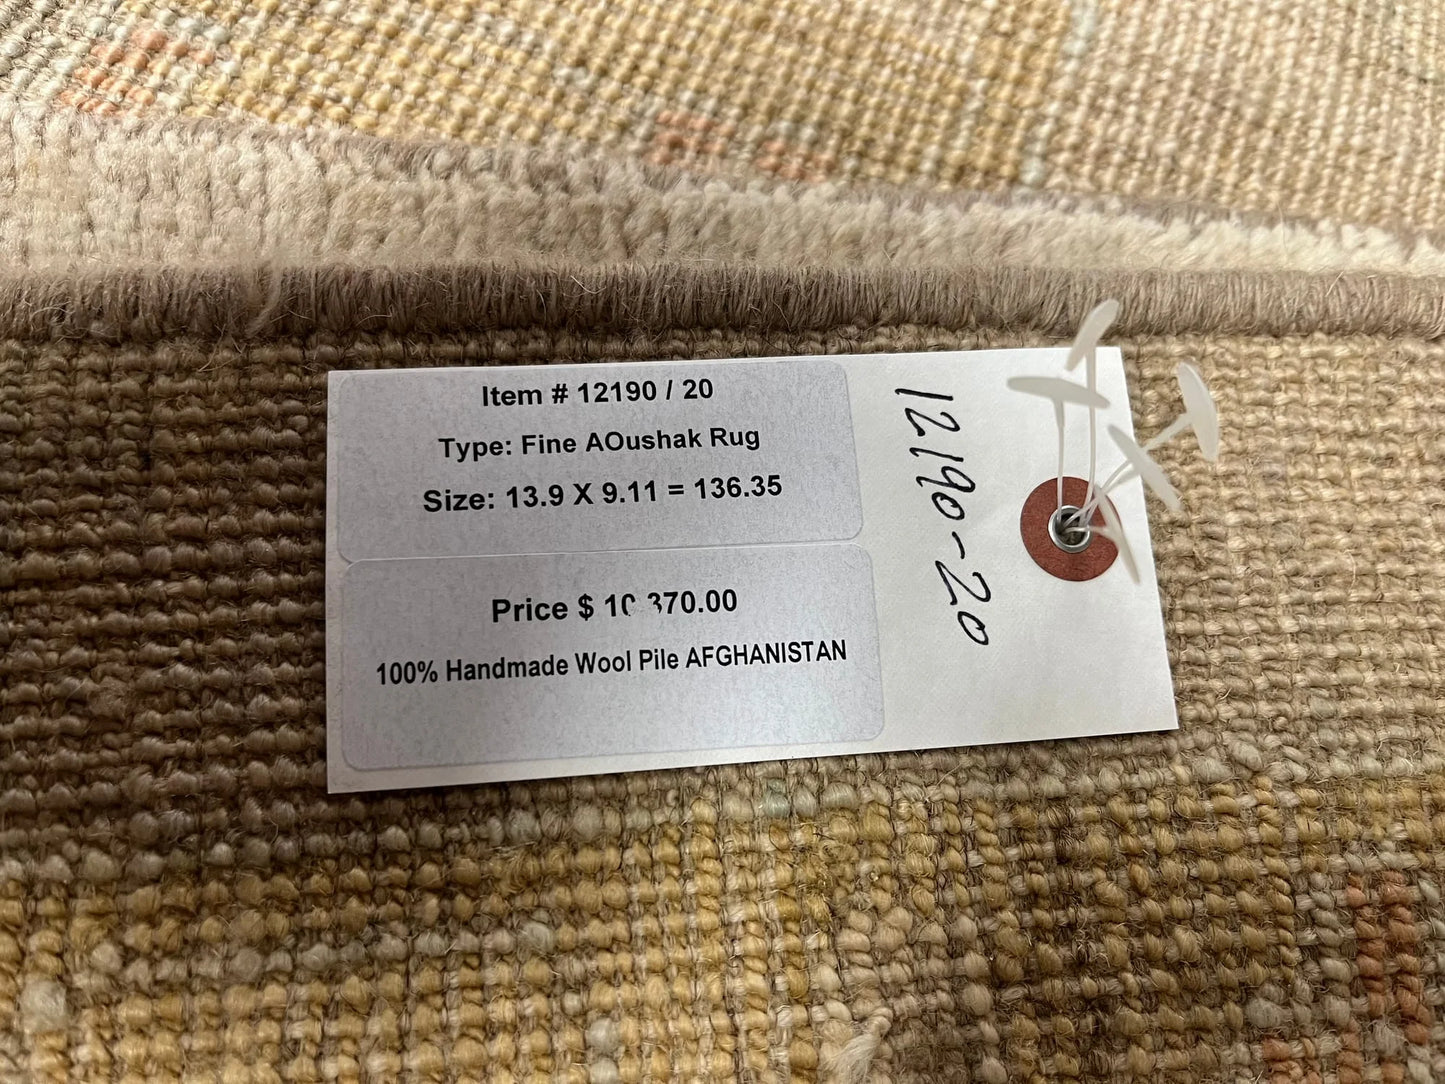 Item # 12190 / 20
Type: Fine AOushak Rug
Size: 13.9 X 9.11 = 136.35
Price $ 10,370.00
100% Handmade Wool Pile AFGHANISTAN
12190-20